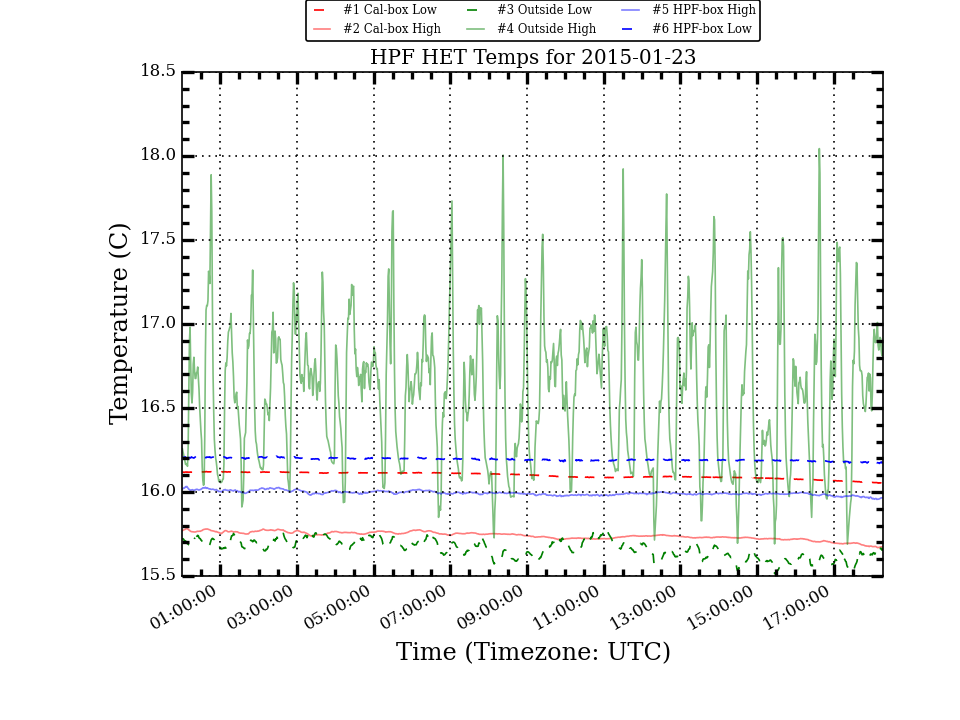 #1 Cal-box Low #3 Outside Low #5 HPF-box High
#2 Cal-box High #4 Outside High #6 HPF-box Low
HPF HET Temps for 2015-01-23
18.5
18.0
17.5
17.0
16.5
16.0
15.5
Temperature (C)
01:00:00 03:00:00 05:00:00 07:00:00 09:00:00 11:00:00 13:00:00 15:00:00 17:00:00
Time (Timezone: UTC)